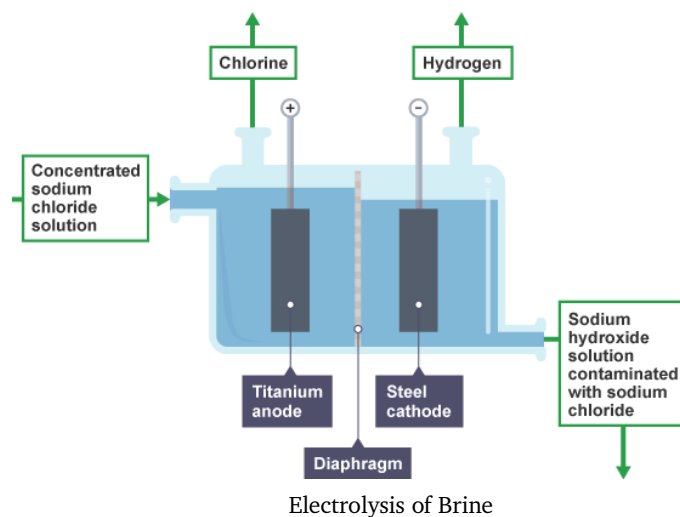 Chlorine
Hydrogen
+
−
Concentrated
sodium
chloride
solution
Titanium
anode
Steel
cathode
Sodium
hydroxide
solution
contaminated
with sodium
chloride
Diaphragm
Electrolysis of Brine